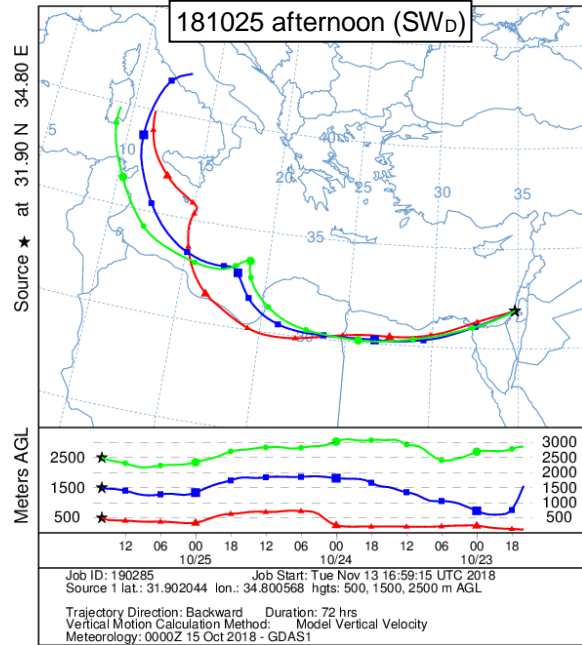 181025 afternoon (SWD)
Source ★ at 31.90 N 34.80 E
5
10
15
20
25
30
35
40
45
35
30
Meters AGL
2500
1500
500
3000
2500
2000
1500
1000
500
12 06 00 18 12 06 00 18 12 06 00 18
10/25 10/24 10/23
Job ID: 190285 Job Start: Tue Nov 13 16:59:15 UTC 2018
Source 1 lat.: 31.902044 lon.: 34.800568 hgts: 500, 1500, 2500 m AGL
Trajectory Direction: Backward Duration: 72 hrs
Vertical Motion Calculation Method: Model Vertical Velocity
Meteorology: 0000Z 15 Oct 2018 - GDAS1